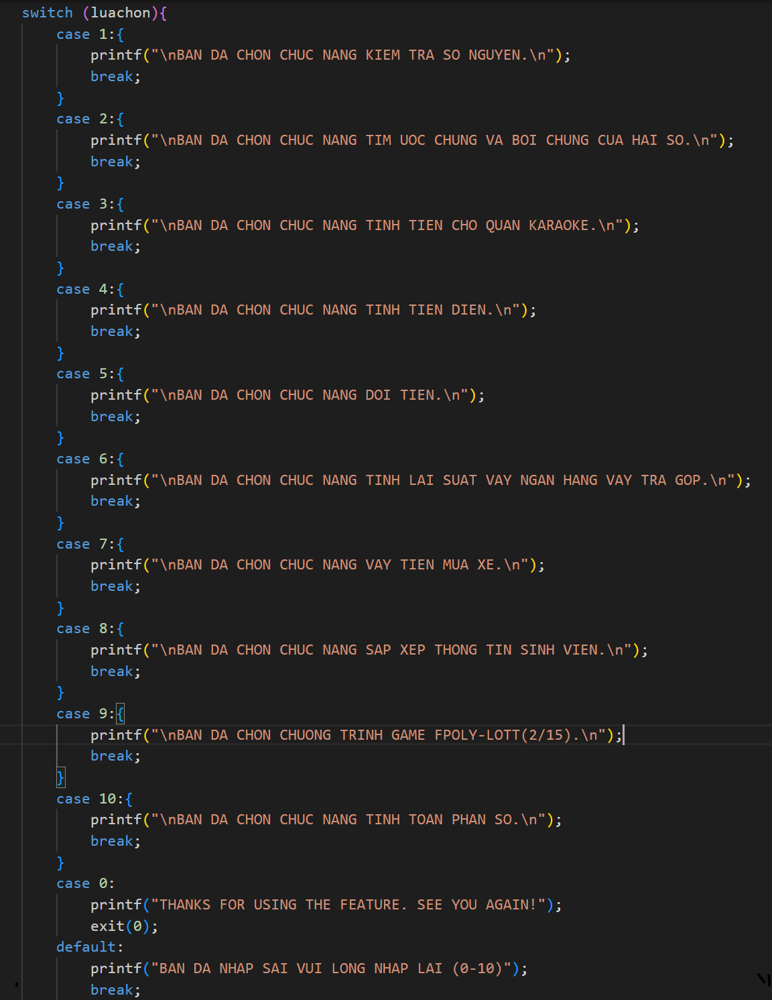 switch (luachon){
case 1:{
printf("\nBAN DA CHON CHUC NANG KIEM TRA SO NGUYEN.\n");
break;
}
case 2:{
printf("\nBAN DA CHON CHUC NANG TIM UOC CHUNG VA BOI CHUNG CUA HAI SO.\n");
break;
}
case 3:{
printf("\nBAN DA CHON CHUC NANG TINH TIEN CHO QUAN KARAOKE.\n");
break;
}
case 4:{
printf("\nBAN DA CHON CHUC NANG TINH TIEN DIEN.\n");
break;
}
case 5:{
printf("\nBAN DA CHON CHUC NANG DOI TIEN.\n");
break;
}
case 6:{
printf("\nBAN DA CHON CHUC NANG TINH LAI SUAT VAY NGAN HANG VAY TRA GOP.\n");
break;
}
case 7:{
printf("\nBAN DA CHON CHUC NANG VAY TIEN MUA XE.\n");
break;
}
case 8:{
printf("\nBAN DA CHON CHUC NANG SAP XEP THONG TIN SINH VIEN.\n");
break;
}
case 9:{
printf("\nBAN DA CHON CHUONG TRINH GAME FPOLY-LOTT(2/15).\n");
break;
}
case 10:{
printf("\nBAN DA CHON CHUC NANG TINH TOAN PHAN SO.\n");
break;
}
case 0:
printf("THANKS FOR USING THE FEATURE. SEE YOU AGAIN!");
exit(0);
default:
printf("BAN DA NHAP SAI VUI LONG NHAP LAI (0-10)");
break;